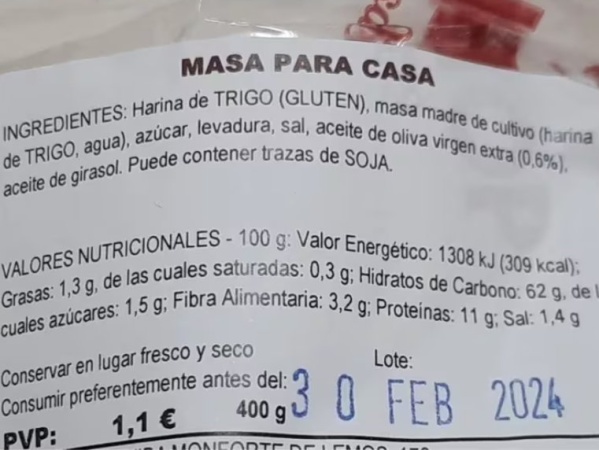 MASA PARA CASA
INGREDIENTES: Harina de TRIGO (GLUTEN), masa madre de cultivo (harina
de TRIGO, agua), azúcar, levadura, sal, aceite de oliva virgen extra (0,6%),
aceite de girasol. Puede contener trazas de SOJA.
VALORES NUTRICIONALES - 100 g: Valor Energético: 1308 kJ (309 kcal);
Grasas: 1,3 g, de las cuales saturadas: 0,3 g; Hidratos de Carbono: 62 g, de l
cuales azúcares: 1,5 g; Fibra Alimentaria: 3,2 g; Proteinas: 11 g; Sal: 1,4 g
Conservar en lugar fresco y seco
Lote:
Consumir preferentemente antes del: 30 FEB 2024
PVP: 1,1 € 400 g
MONFORTE DE LEMOS